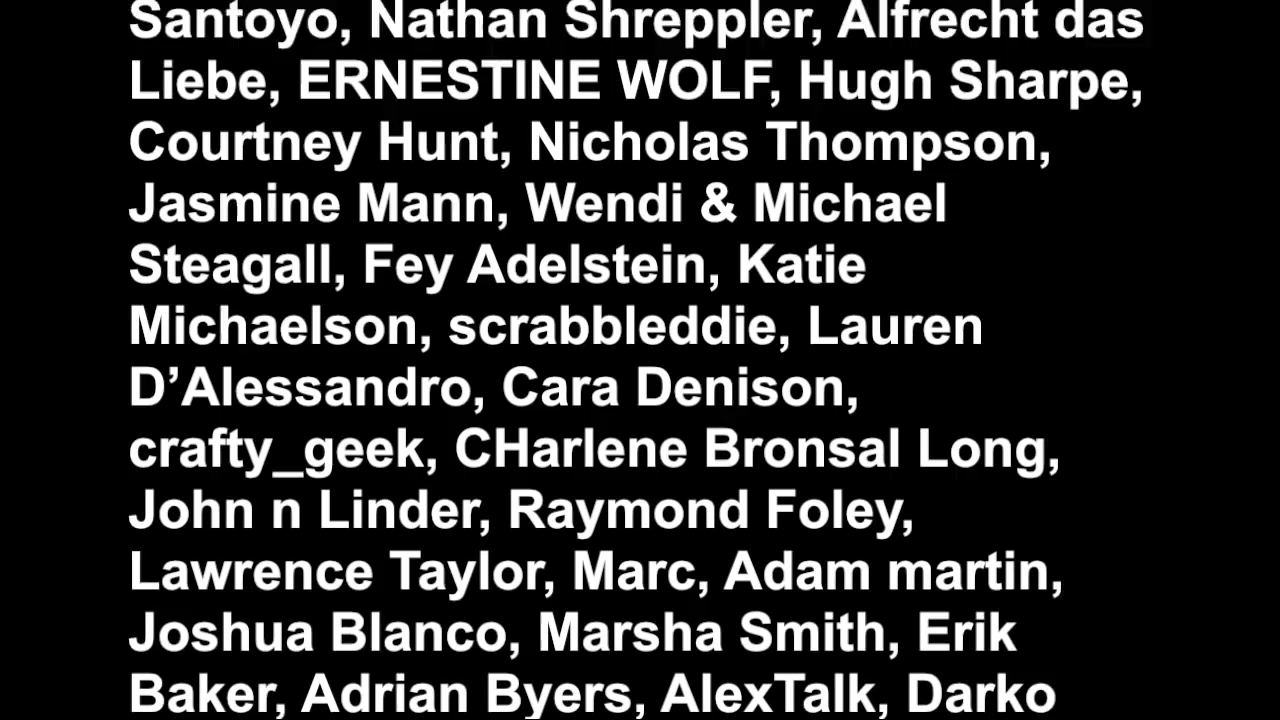 Santoyo, Nathan Shreppler, Alfrecht das
Liebe, ERNESTINE WOLF, Hugh Sharpe,
Courtney Hunt, Nicholas Thompson,
Jasmine Mann, Wendi & Michael
Steagall, Fey Adelstein, Katie
Michaelson, scrabbleddie, Lauren
D’Alessandro, Cara Denison,
crafty_geek, CHarlene Bronsal Long,
John n Linder, Raymond Foley,
Lawrence Taylor, Marc, Adam martin,
Joshua Blanco, Marsha Smith, Erik
Baker, Adrian Byers, AlexTalk, Darko